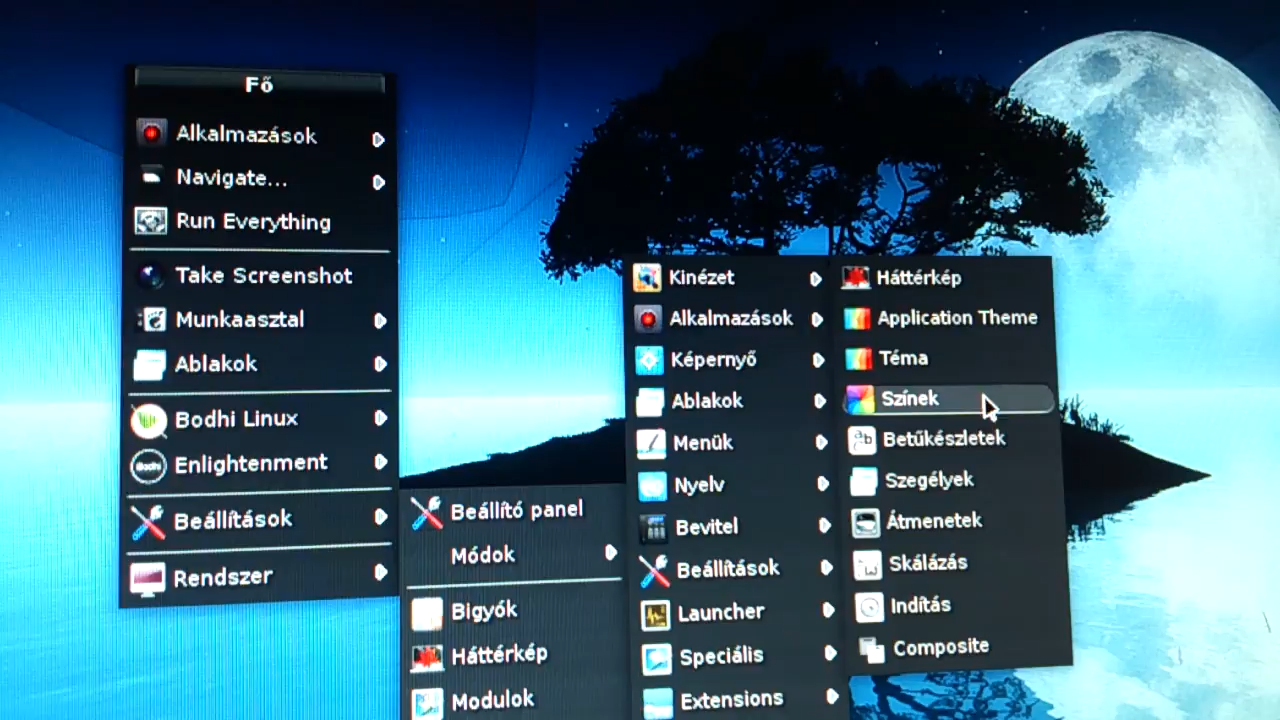 Fő
Alkalmazások
Navigate...
Run Everything
Take Screenshot
Munkaasztal
Ablakok
Bodhi Linux
Enlightenment
Beállítások
Rendszer
Beállító panel
Módok
Bigyók
Háttérkép
Modulok
Kinézet
Alkalmazások
Képernyő
Ablakok
Menük
Nyelv
Bevitel
Beállítások
Launcher
Speciális
Extensions
Háttérkép
Application Theme
Téma
Színek
Betűkészletek
Szegélyek
Átmenetek
Skálázás
Indítás
Composite